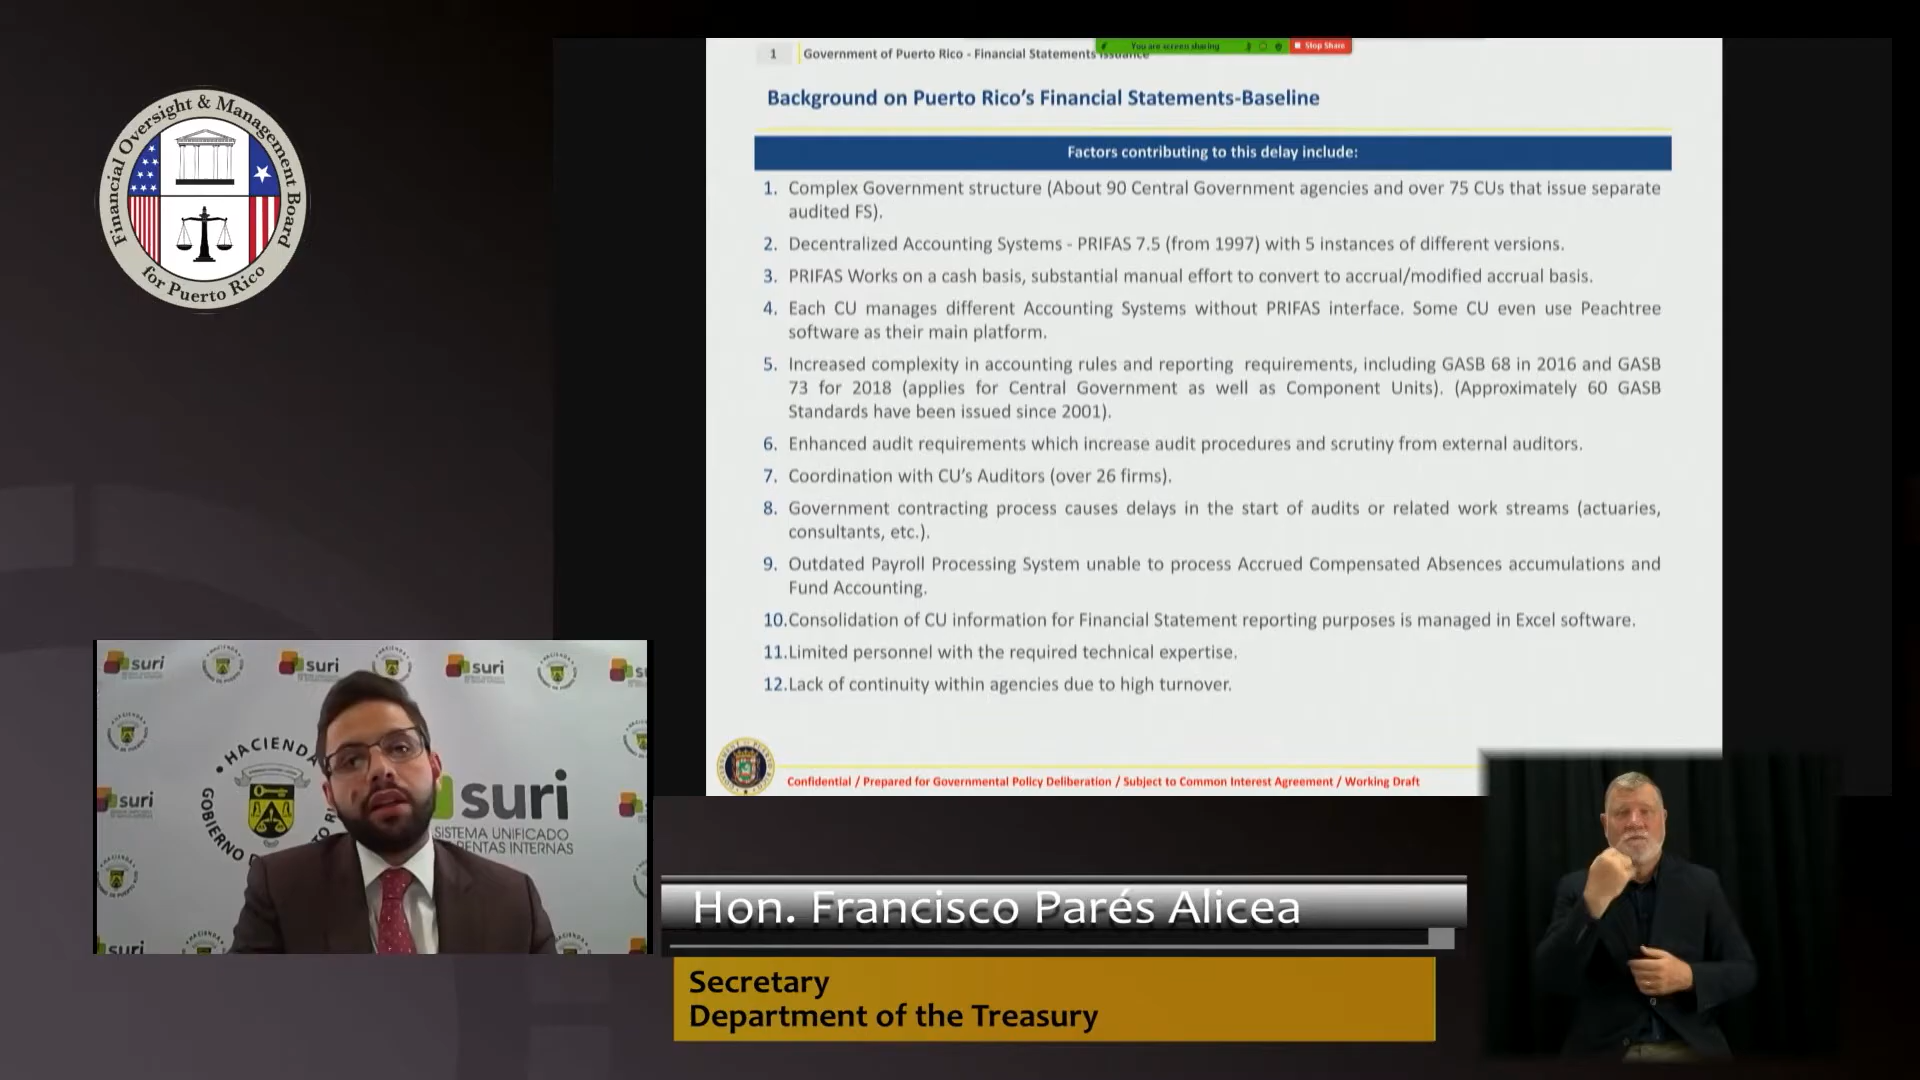 Financial Oversight & Management Board
for Puerto Rico
1
Government of Puerto Rico - Financial Statements Issuance
You are screen sharing
Stop Share
Background on Puerto Rico's Financial Statements-Baseline
Factors contributing to this delay include:
1. Complex Government structure (About 90 Central Government agencies and over 75 CUs that issue separate
audited FS).
2. Decentralized Accounting Systems - PRIFAS 7.5 (from 1997) with 5 instances of different versions.
3. PRIFAS Works on a cash basis, substantial manual effort to convert to accrual/modified accrual basis.
4. Each CU manages different Accounting Systems without PRIFAS interface. Some CU even use Peachtree
software as their main platform.
5. Increased complexity in accounting rules and reporting requirements, including GASB 68 in 2016 and GASB
73 for 2018 (applies for Central Government as well as Component Units). (Approximately 60 GASB
Standards have been issued since 2001).
6. Enhanced audit requirements which increase audit procedures and scrutiny from external auditors.
7. Coordination with CU's Auditors (over 26 firms).
8. Government contracting process causes delays in the start of audits or related work streams (actuaries,
consultants, etc.).
9. Outdated Payroll Processing System unable to process Accrued Compensated Absences accumulations and
Fund Accounting.
10.Consolidation of CU information for Financial Statement reporting purposes is managed in Excel software.
11.Limited personnel with the required technical expertise.
12.Lack of continuity within agencies due to high turnover.
Confidential / Prepared for Governmental Policy Deliberation / Subject to Common Interest Agreement / Working Draft
suri
suri
suri
HACIENDA
GOBIERNO
suri
suri
SISTEMA UNIFICADO
RENTAS INTERNAS
suri
Hon. Francisco Parés Alicea
Secretary
Department of the Treasury